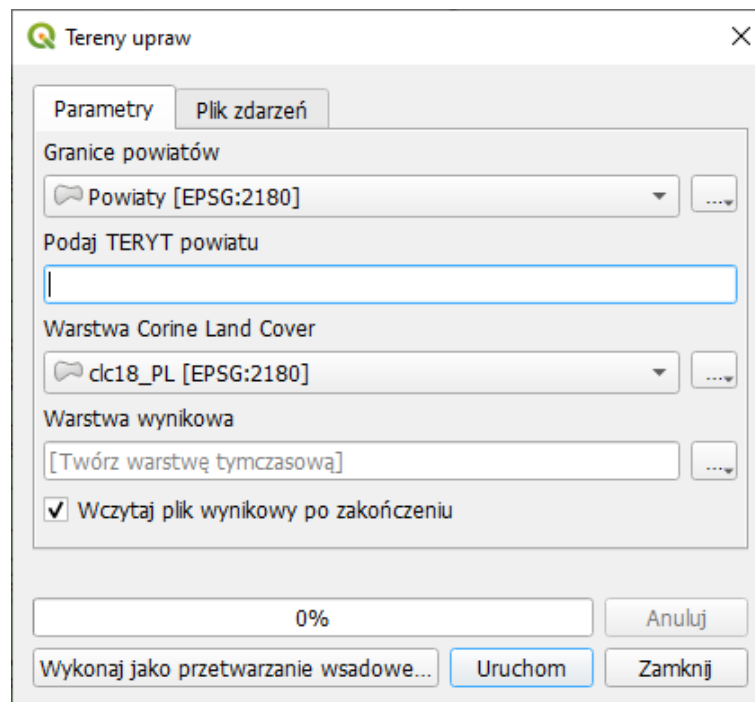 Tereny upraw
Parametry
Plik zdarzeń
Granice powiatów
Powiaty [EPSG:2180]
...
Podaj TERYT powiatu
Warstwa Corine Land Cover
clc18_PL [EPSG:2180]
...
Warstwa wynikowa
[Twórz warstwę tymczasową]
...
Wczytaj plik wynikowy po zakończeniu
0%
Anuluj
Wykonaj jako przetwarzanie wsadowe...
Uruchom
Zamknij